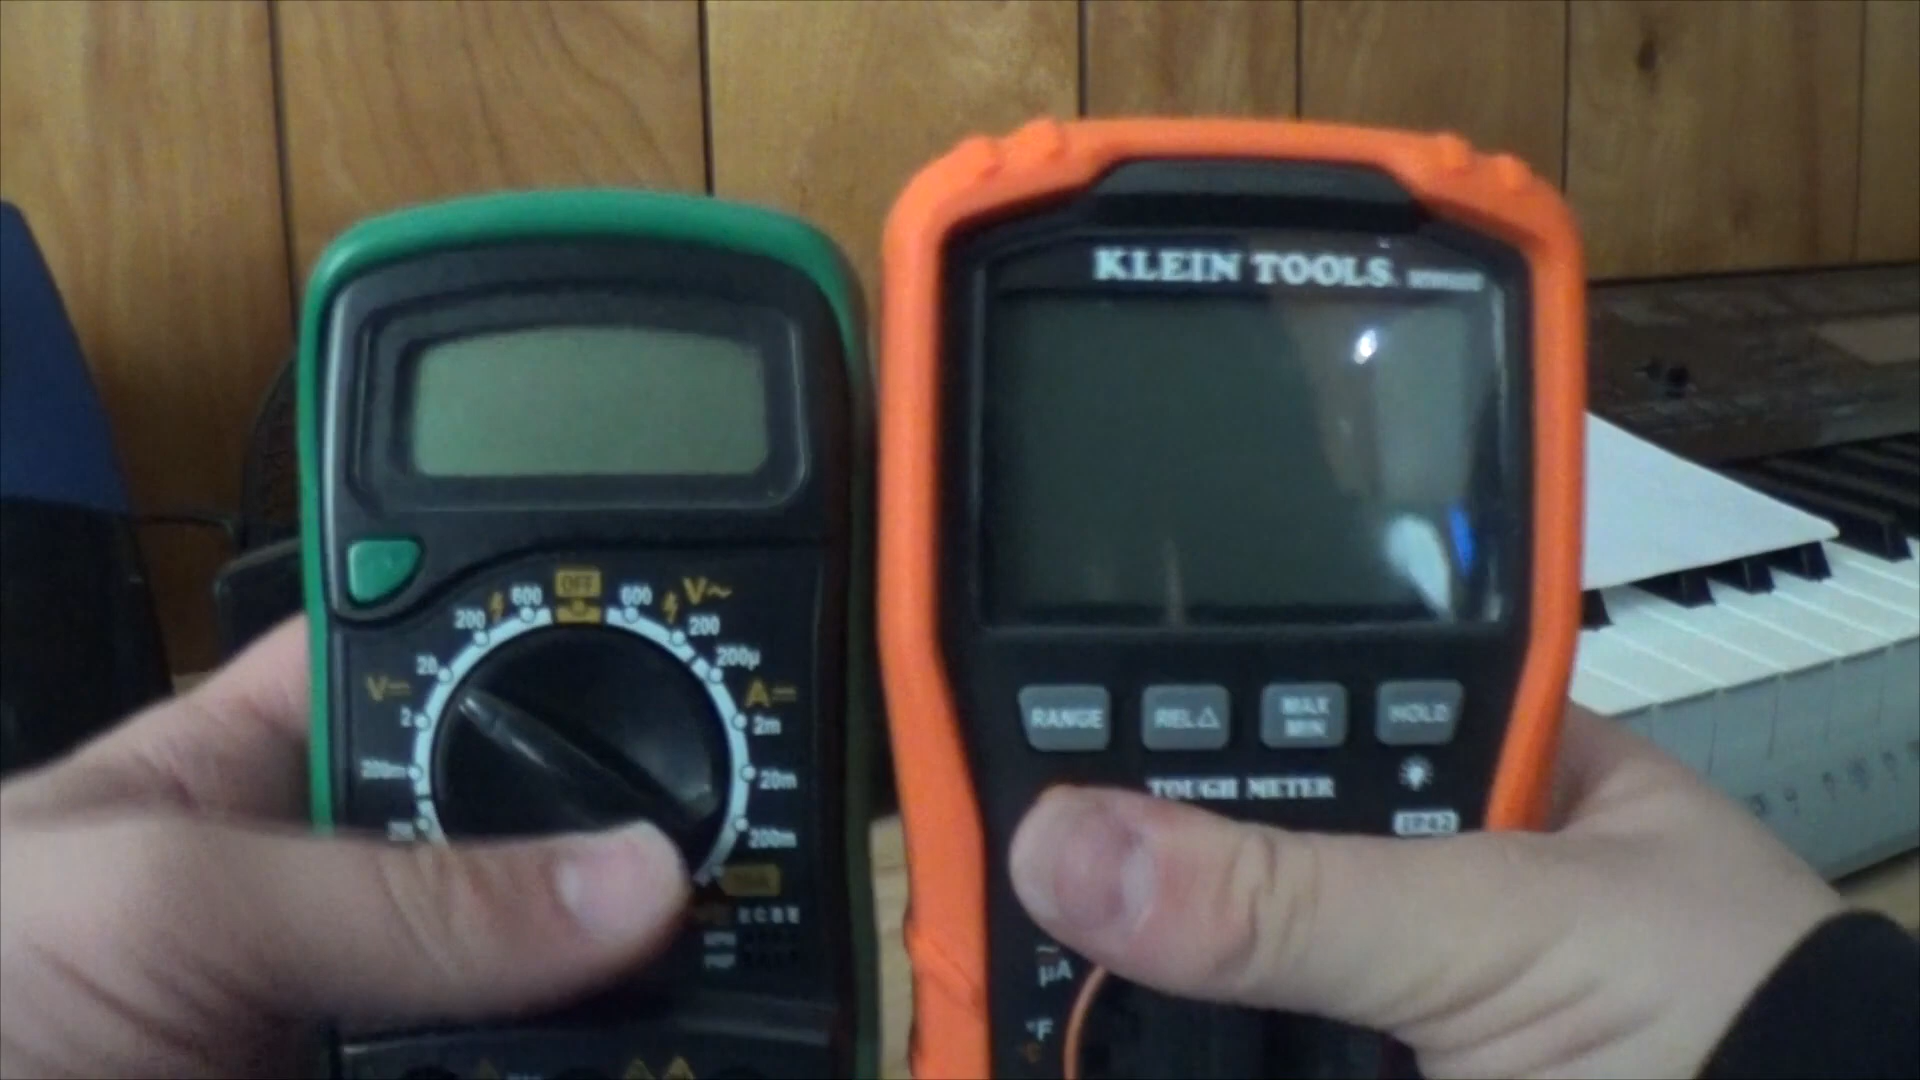 KLEIN TOOLS.
OFF
600
600
V~
200
200
20
200µ
V
A
2
2m
200m
20m
200m
RANGE
REL△
MAX
MIN
HOLD
TOUGH METER
IP42
~
µA
°F
°C